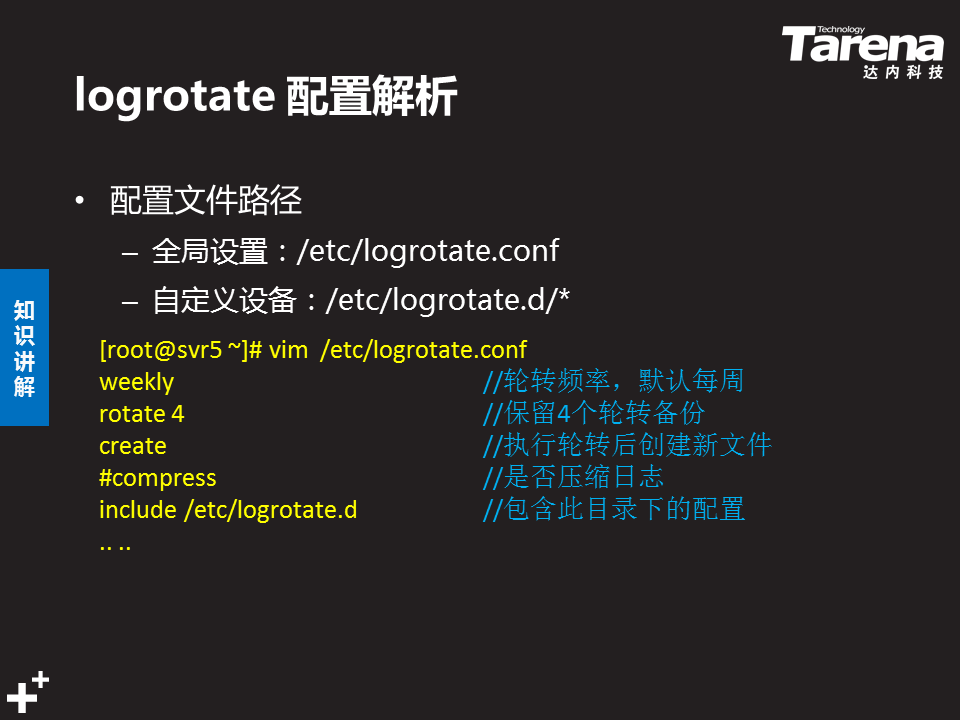 Technology
Tarena
达内科技
logrotate 配置解析
• 配置文件路径
– 全局设置：/etc/logrotate.conf
– 自定义设备：/etc/logrotate.d/*
知识讲解
[root@svr5 ~]# vim /etc/logrotate.conf
weekly //轮转频率，默认每周
rotate 4 //保留4个轮转备份
create //执行轮转后创建新文件
#compress //是否压缩日志
include /etc/logrotate.d //包含此目录下的配置
.. ..